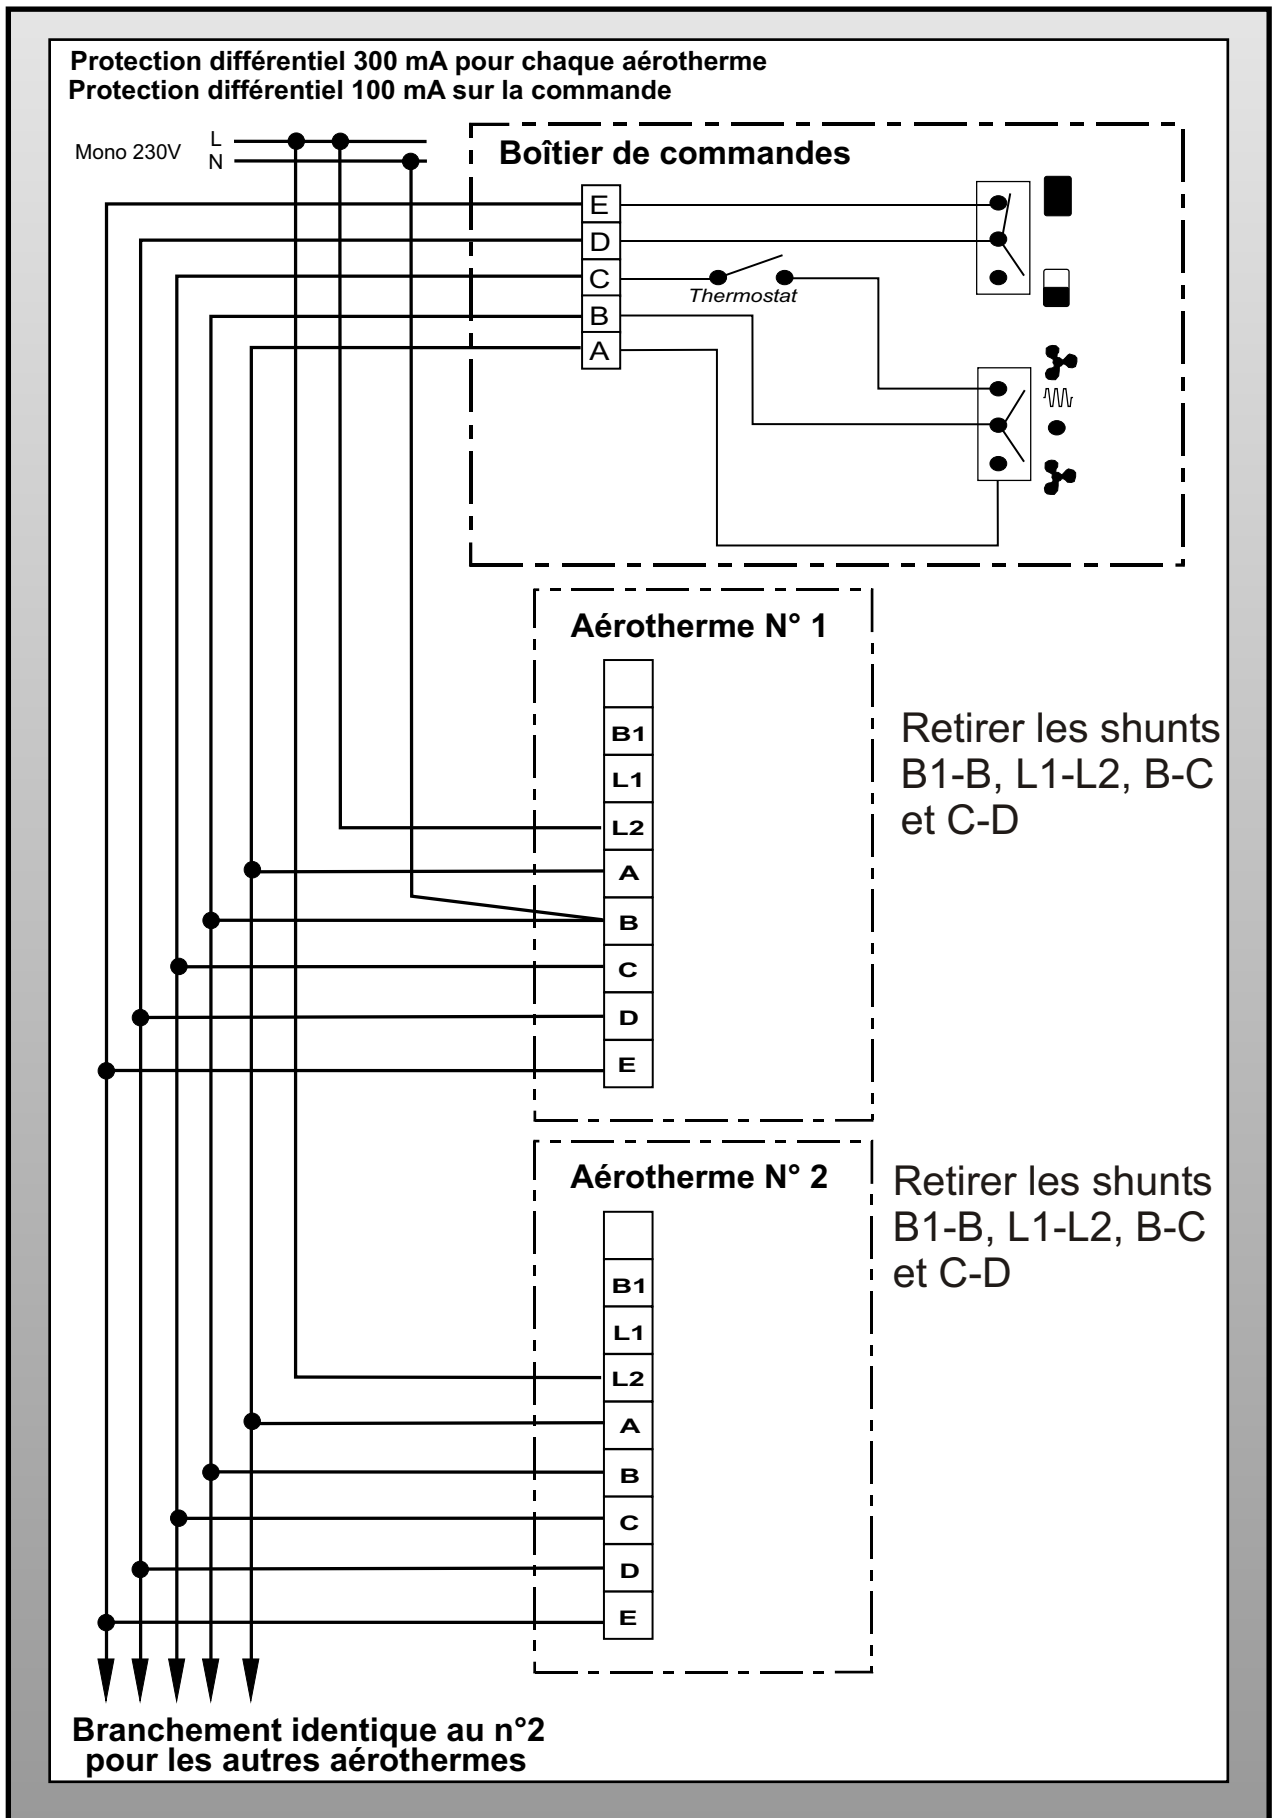 Protection différentiel 300 mA pour chaque aérotherme
Protection différentiel 100 mA sur la commande
Mono 230V
L
N
Boîtier de commandes
E
D
C
B
A
Thermostat
Aérotherme N° 1
B1
L1
L2
A
B
C
D
E
Retirer les shunts
B1-B, L1-L2, B-C
et C-D
Aérotherme N° 2
B1
L1
L2
A
B
C
D
E
Retirer les shunts
B1-B, L1-L2, B-C
et C-D
Branchement identique au n°2
pour les autres aérothermes